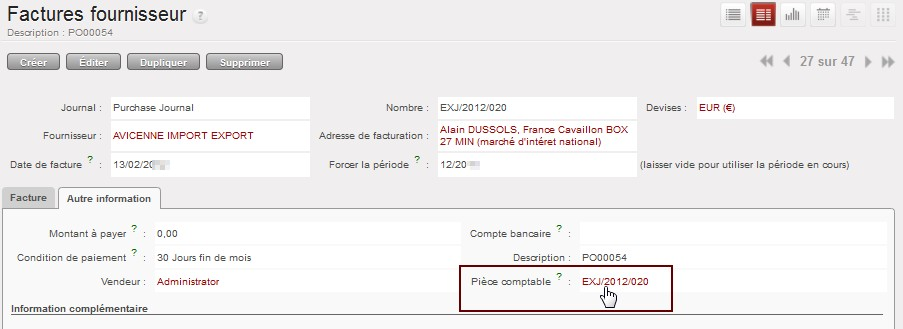 Factures fournisseur ?
Description : PO00054
Créer Éditer Dupliquer Supprimer 27 sur 47
Journal : Purchase Journal Nombre : EXJ/2012/020 Devises : EUR (€)
Fournisseur : AVICENNE IMPORT EXPORT Adresse de facturation : Alain DUSSOLS, France Cavaillon BOX
27 MIN (marché d'intéret national)
Date de facture ? : 13/02/20 Forcer la période ? : 12/20 (laisser vide pour utiliser la période en cours)
Facture Autre information
Montant à payer ? : 0,00 Compte bancaire ? :
Condition de paiement ? : 30 Jours fin de mois Description : PO00054
Vendeur : Administrator Pièce comptable ? : EXJ/2012/020
Information complémentaire